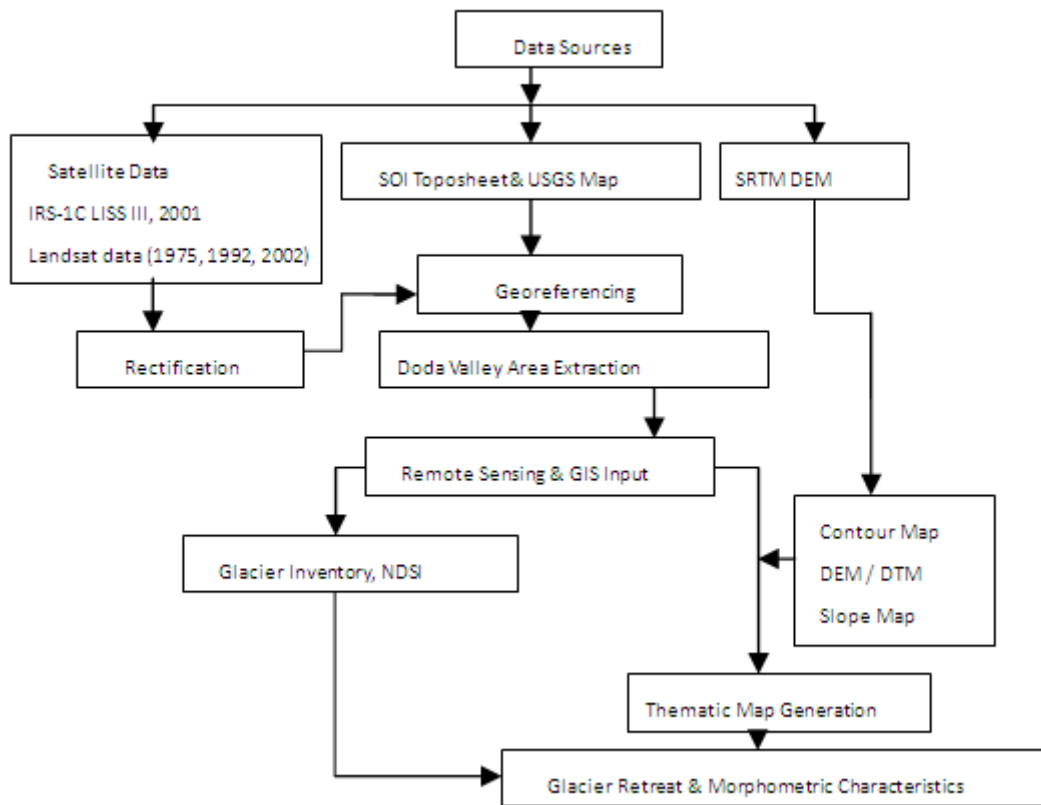 Data Sources
Satellite Data
IRS-1C LISS III, 2001
Landsat data (1975, 1992, 2002)
SOI Toposheet& USGS Map
SRTM DEM
Georeferencing
Rectification
Doda Valley Area Extraction
Remote Sensing & GIS Input
Glacier Inventory, NDSI
Contour Map
DEM / DTM
Slope Map
Thematic Map Generation
Glacier Retreat & Morphometric Characteristics